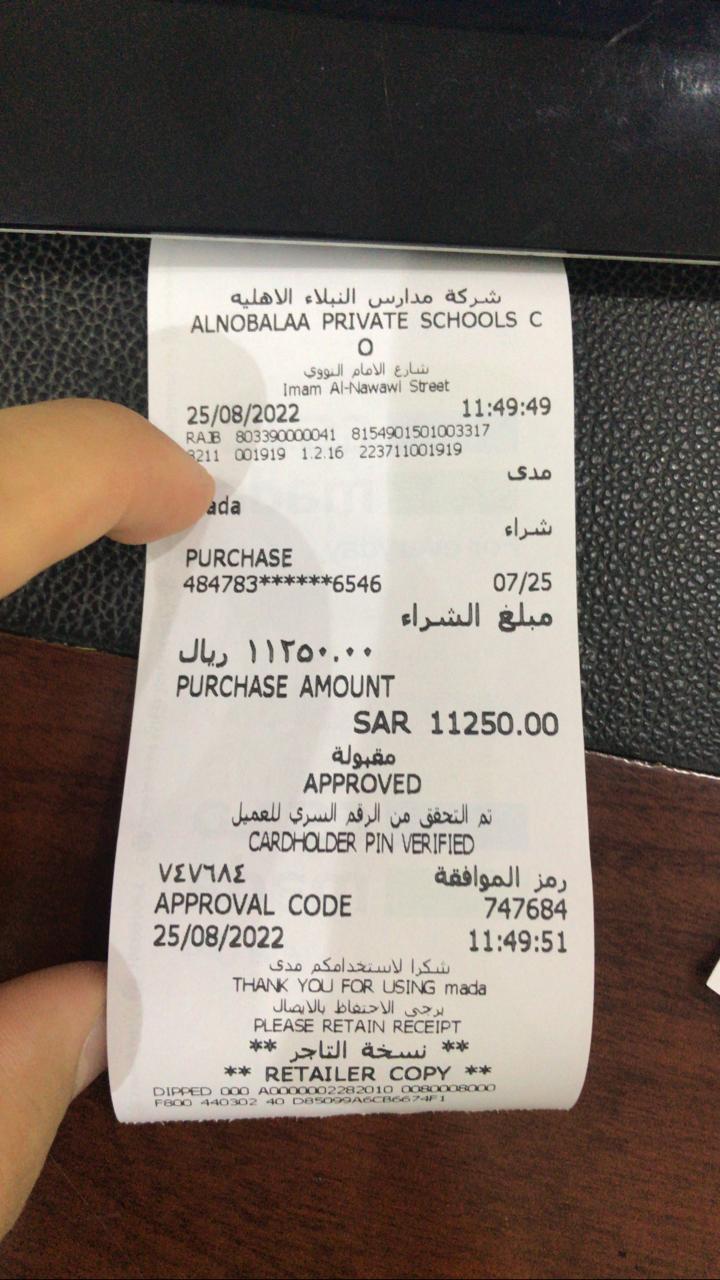 شركة مدارس النبلاء الاهليه
ALNOBALAA PRIVATE SCHOOLS C
O
شارع الامام النووي
Imam Al-Nawawi Street
25/08/2022 11:49:49
RAJB 803390000041 8154901501003317
3211 001919 1.2.16 223711001919
مدى
ada
شراء
PURCHASE
484783******6546 07/25
مبلغ الشراء
١١٢٥٠.٠٠ ريال
PURCHASE AMOUNT
SAR 11250.00
مقبولة
APPROVED
تم التحقق من الرقم السري للعميل
CARDHOLDER PIN VERIFIED
رمز الموافقة ٧٤٧٦٨٤
APPROVAL CODE 747684
25/08/2022 11:49:51
شكرا لاستخدامكم مدى
THANK YOU FOR USING mada
يرجى الاحتفاظ بالايصال
PLEASE RETAIN RECEIPT
** نسخة التاجر **
** RETAILER COPY **
DIPPED 000 A0000002282010 0080008000
F800 440302 40 D85099A6CB6674F1